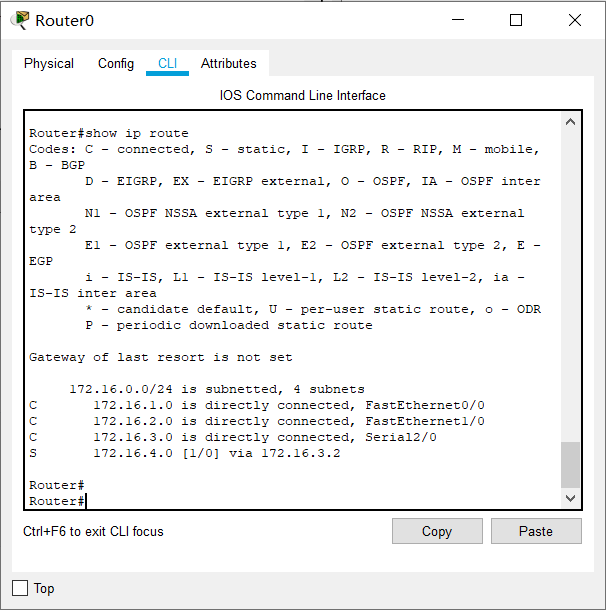 Router0
Physical Config CLI Attributes
IOS Command Line Interface
Router#show ip route
Codes: C - connected, S - static, I - IGRP, R - RIP, M - mobile,
B - BGP
       D - EIGRP, EX - EIGRP external, O - OSPF, IA - OSPF inter
area
       N1 - OSPF NSSA external type 1, N2 - OSPF NSSA external
type 2
       E1 - OSPF external type 1, E2 - OSPF external type 2, E -
EGP
       i - IS-IS, L1 - IS-IS level-1, L2 - IS-IS level-2, ia -
IS-IS inter area
       * - candidate default, U - per-user static route, o - ODR
       P - periodic downloaded static route
Gateway of last resort is not set
     172.16.0.0/24 is subnetted, 4 subnets
C       172.16.1.0 is directly connected, FastEthernet0/0
C       172.16.2.0 is directly connected, FastEthernet1/0
C       172.16.3.0 is directly connected, Serial2/0
S       172.16.4.0 [1/0] via 172.16.3.2
Router#
Router#
Ctrl+F6 to exit CLI focus Copy Paste
Top